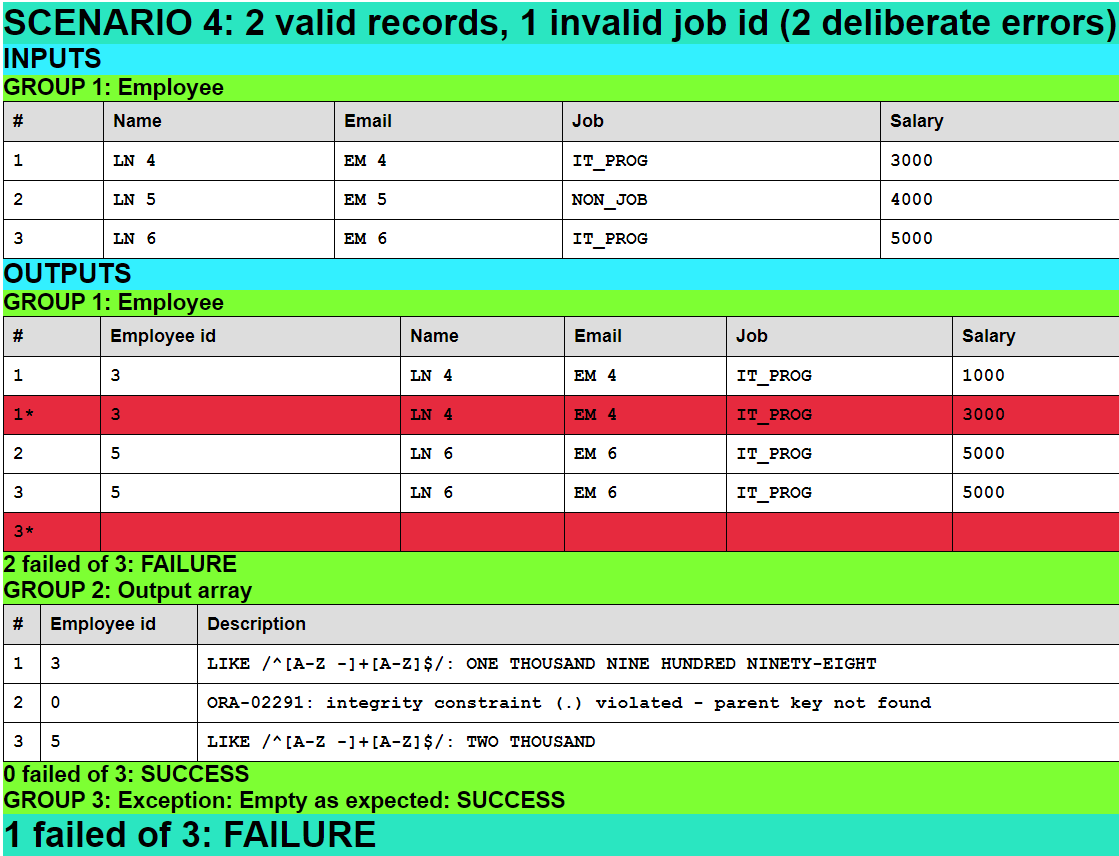 SCENARIO 4: 2 valid records, 1 invalid job id (2 deliberate errors)
INPUTS
GROUP 1: Employee
# Name Email Job Salary
1 LN 4 EM 4 IT_PROG 3000
2 LN 5 EM 5 NON_JOB 4000
3 LN 6 EM 6 IT_PROG 5000
OUTPUTS
GROUP 1: Employee
# Employee id Name Email Job Salary
1 3 LN 4 EM 4 IT_PROG 1000
1* 3 LN 4 EM 4 IT_PROG 3000
2 5 LN 6 EM 6 IT_PROG 5000
3 5 LN 6 EM 6 IT_PROG 5000
3*
2 failed of 3: FAILURE
GROUP 2: Output array
# Employee id Description
1 3 LIKE /^[A-Z -]+[A-Z]$/: ONE THOUSAND NINE HUNDRED NINETY-EIGHT
2 0 ORA-02291: integrity constraint (.) violated - parent key not found
3 5 LIKE /^[A-Z -]+[A-Z]$/: TWO THOUSAND
0 failed of 3: SUCCESS
GROUP 3: Exception: Empty as expected: SUCCESS
1 failed of 3: FAILURE